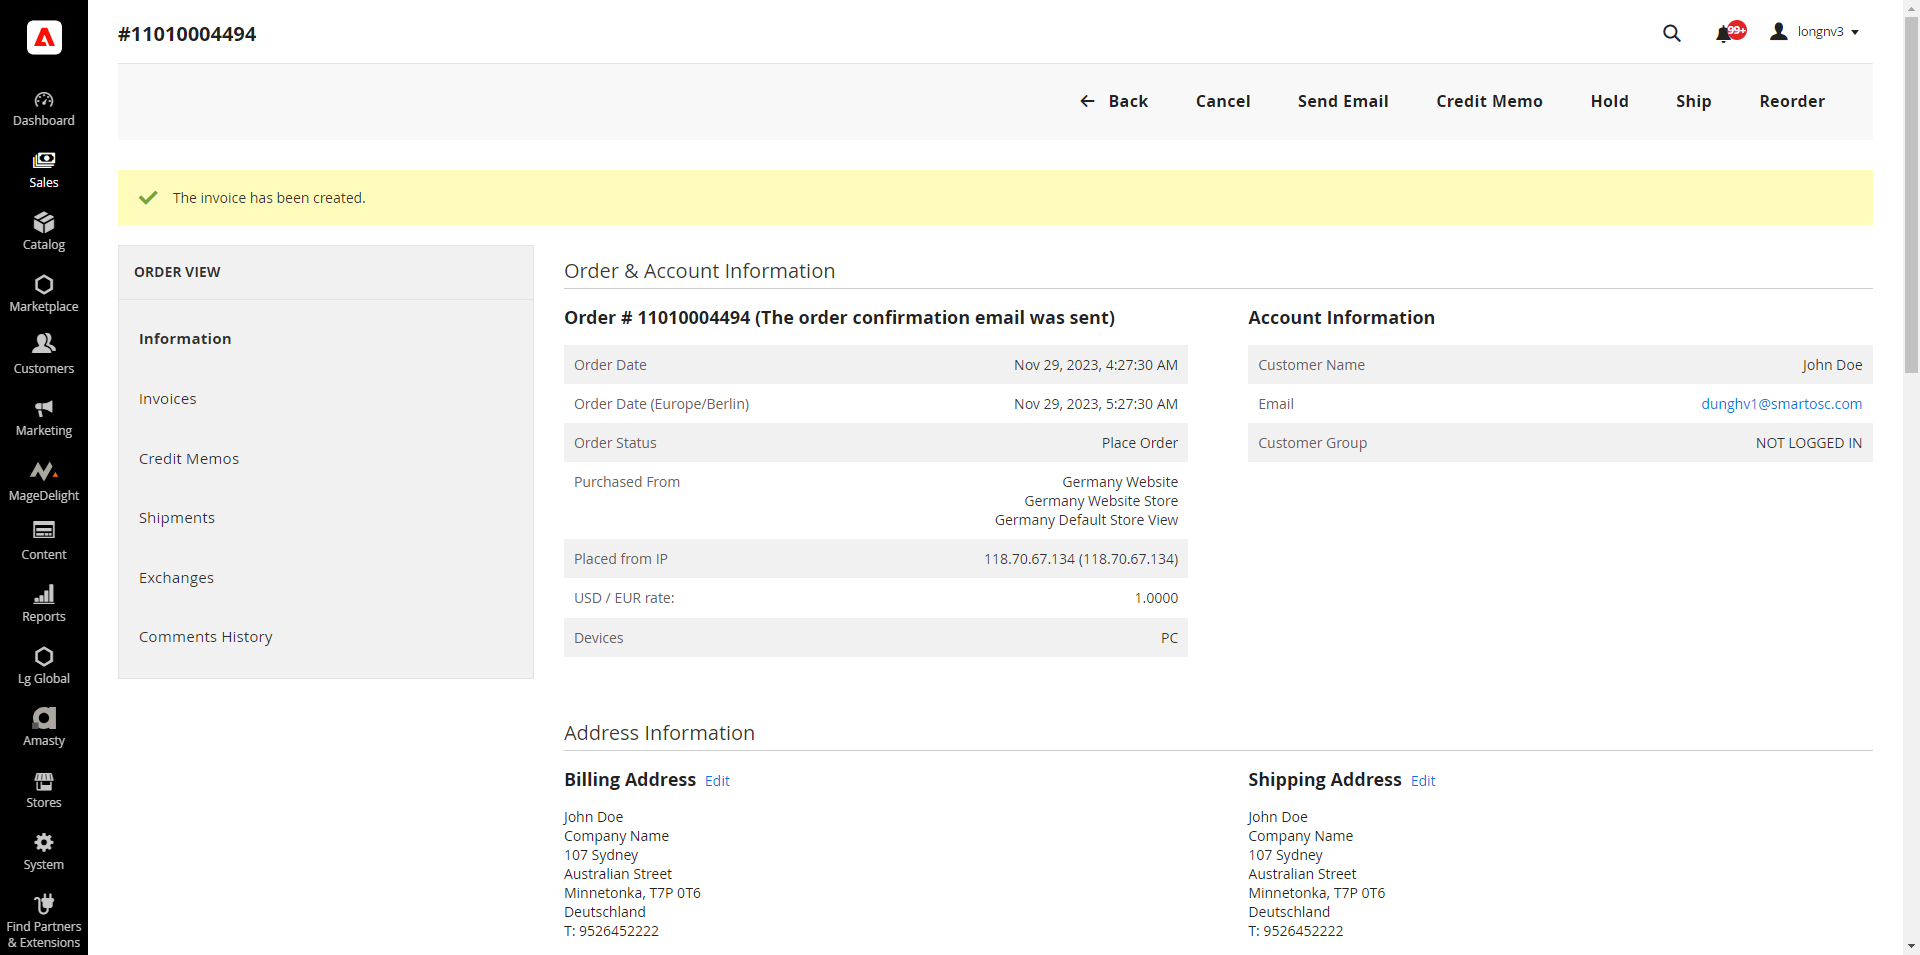 #11010004494
99+
longnv3
Back
Cancel
Send Email
Credit Memo
Hold
Ship
Reorder
Dashboard
Sales
Catalog
Marketplace
Customers
Marketing
MageDelight
Content
Reports
Lg Global
Amasty
Stores
System
Find Partners
& Extensions
The invoice has been created.
ORDER VIEW
Information
Invoices
Credit Memos
Shipments
Exchanges
Comments History
Order & Account Information
Order # 11010004494 (The order confirmation email was sent)
Order Date Nov 29, 2023, 4:27:30 AM
Order Date (Europe/Berlin) Nov 29, 2023, 5:27:30 AM
Order Status Place Order
Purchased From Germany Website
Germany Website Store
Germany Default Store View
Placed from IP 118.70.67.134 (118.70.67.134)
USD / EUR rate: 1.0000
Devices PC
Account Information
Customer Name John Doe
Email dunghv1@smartosc.com
Customer Group NOT LOGGED IN
Address Information
Billing Address Edit
John Doe
Company Name
107 Sydney
Australian Street
Minnetonka, T7P 0T6
Deutschland
T: 9526452222
Shipping Address Edit
John Doe
Company Name
107 Sydney
Australian Street
Minnetonka, T7P 0T6
Deutschland
T: 9526452222